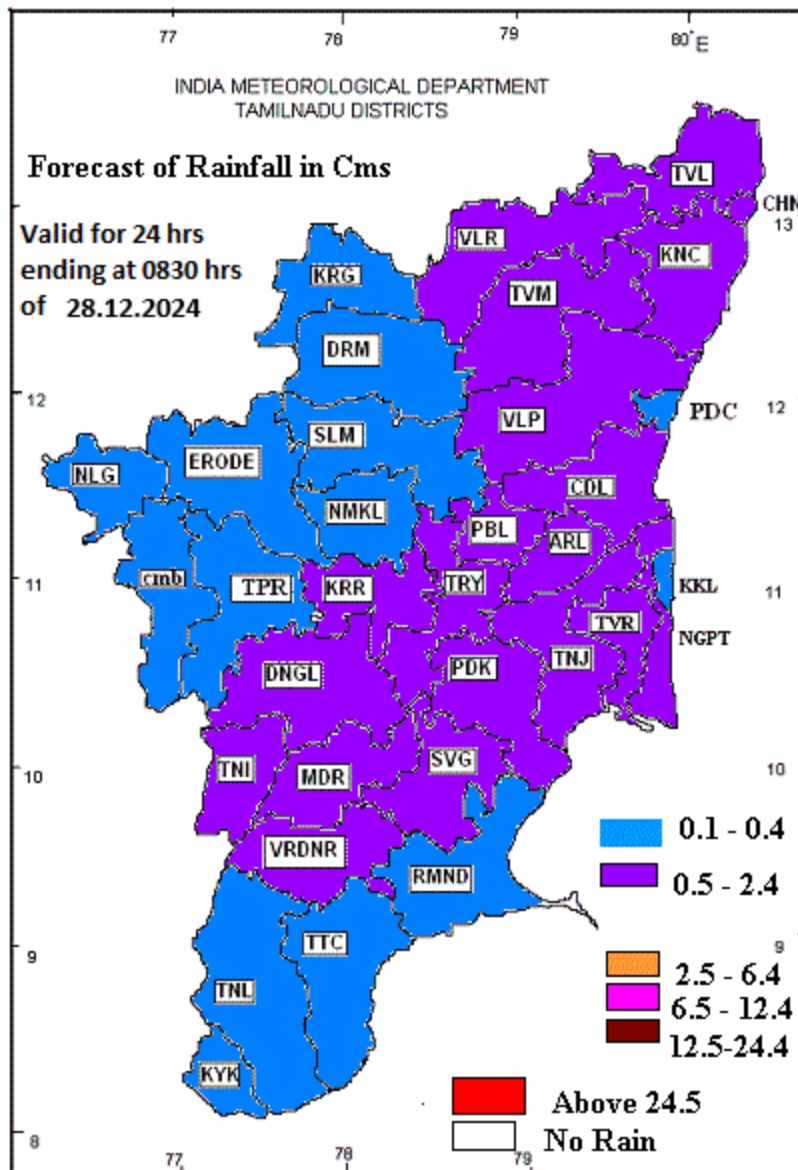 77 78 79 80° E
INDIA METEOROLOGICAL DEPARTMENT
TAMILNADU DISTRICTS
Forecast of Rainfall in Cms
TVL
CHN
13
Valid for 24 hrs
ending at 0830 hrs
of 28.12.2024
VLR
KNC
KRG
TVM
DRM
12
12
PDC
VLP
SLM
ERODE
NLG
CDL
NMKL
PBL
ARL
11
cmb
TPR
KRR
TRY
KKL
11
TVR
NGPT
DNGL
PDK
TNJ
10
TNI
MDR
SVG
10
0.1 - 0.4
VRDNR
RMND
0.5 - 2.4
9
TTC
9
2.5 - 6.4
TNL
6.5 - 12.4
12.5-24.4
KYK
Above 24.5
8
No Rain
77 78 79